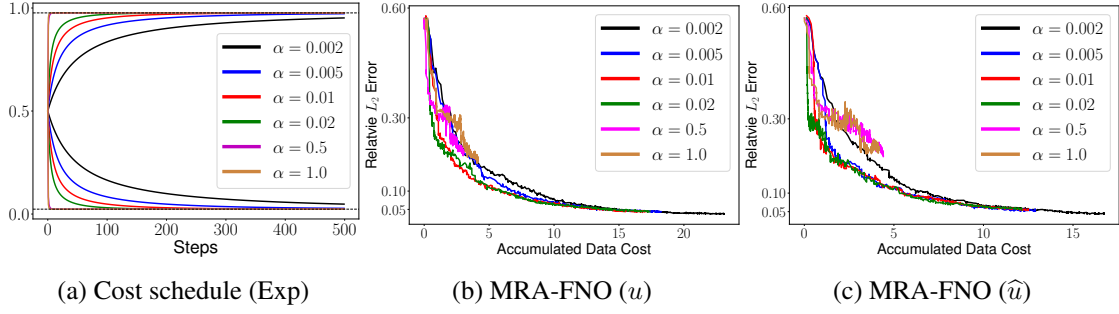 1.0
0.5
0.0
α = 0.002
α = 0.005
α = 0.01
α = 0.02
α = 0.5
α = 1.0
0 100 200 300 400 500
Steps
(a) Cost schedule (Exp)
Relatvie L₂ Error
0.60
0.30
0.10
0.05
α = 0.002
α = 0.005
α = 0.01
α = 0.02
α = 0.5
α = 1.0
0 5 10 15 20
Accumulated Data Cost
(b) MRA-FNO (u)
Relatvie L₂ Error
0.60
0.30
0.10
0.05
α = 0.002
α = 0.005
α = 0.01
α = 0.02
α = 0.5
α = 1.0
0 5 10 15
Accumulated Data Cost
(c) MRA-FNO (û)